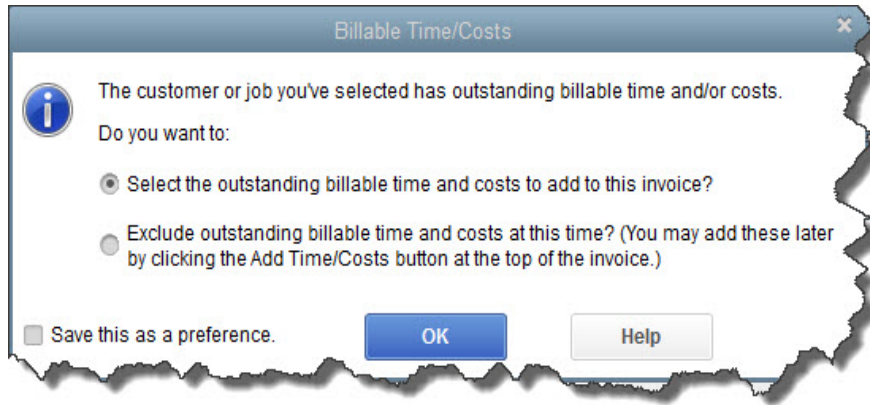 Billable Time/Costs
The customer or job you've selected has outstanding billable time and/or costs.
Do you want to:
Select the outstanding billable time and costs to add to this invoice?
Exclude outstanding billable time and costs at this time? (You may add these later
by clicking the Add Time/Costs button at the top of the invoice.)
Save this as a preference.
OK
Help